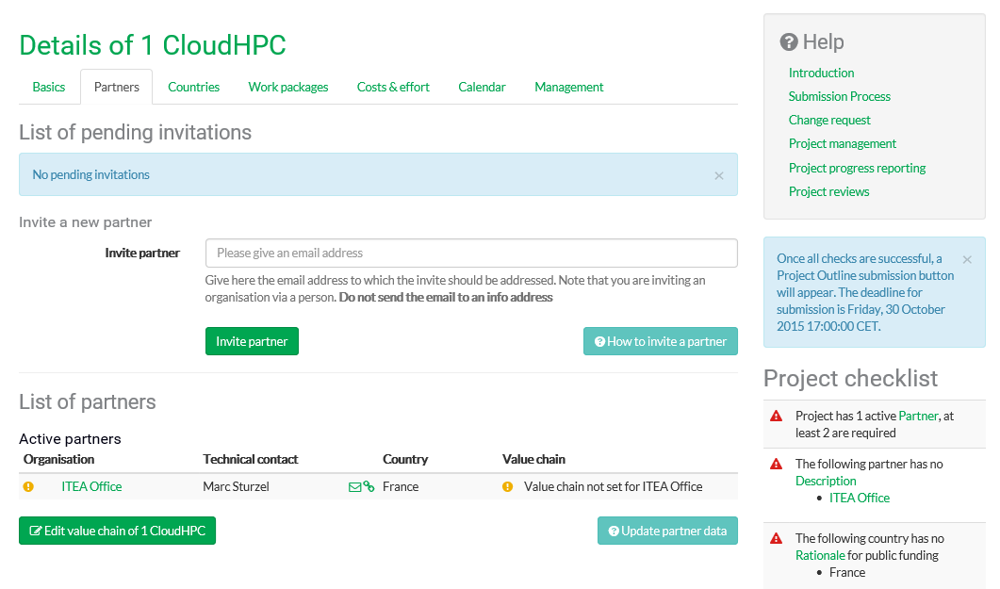 Details of 1 CloudHPC
Basics Partners Countries Work packages Costs & effort Calendar Management
List of pending invitations
No pending invitations ×
Invite a new partner
Invite partner Please give an email address
Give here the email address to which the invite should be addressed. Note that you are inviting an
organisation via a person. Do not send the email to an info address
Invite partner How to invite a partner
List of partners
Active partners
Organisation Technical contact Country Value chain
ITEA Office Marc Sturzel France Value chain not set for ITEA Office
Edit value chain of 1 CloudHPC Update partner data
Help
Introduction
Submission Process
Change request
Project management
Project progress reporting
Project reviews
Once all checks are successful, a ×
Project Outline submission button
will appear. The deadline for
submission is Friday, 30 October
2015 17:00:00 CET.
Project checklist
Project has 1 active Partner, at
least 2 are required
The following partner has no
Description
• ITEA Office
The following country has no
Rationale for public funding
• France